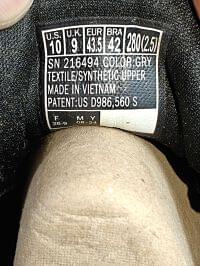 U.S. U.K. EUR BRA
10 9 43.5 42 280(2.5)
SN 216494 COLOR:GRY
TEXTILE/SYNTHETIC UPPER
MADE IN VIETNAM
PATENT:US D986,560 S
F M Y